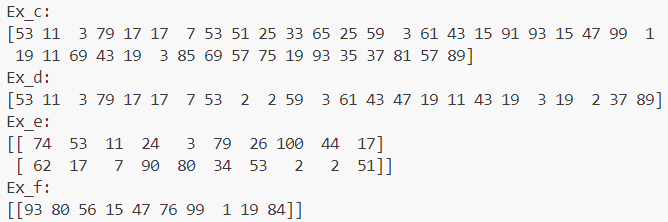 Ex_c:
[53 11  3 79 17 17  7 53 51 25 33 65 25 59  3 61 43 15 91 93 15 47 99  1
 19 11 69 43 19  3 85 69 57 75 19 93 35 37 81 57 89]
Ex_d:
[53 11  3 79 17 17  7 53  2  2 59  3 61 43 47 19 11 43 19  3 19  2 37 89]
Ex_e:
[[ 74  53  11  24   3  79  26 100  44  17]
 [ 62  17   7  90  80  34  53   2   2  51]]
Ex_f:
[[93 80 56 15 47 76 99  1 19 84]]